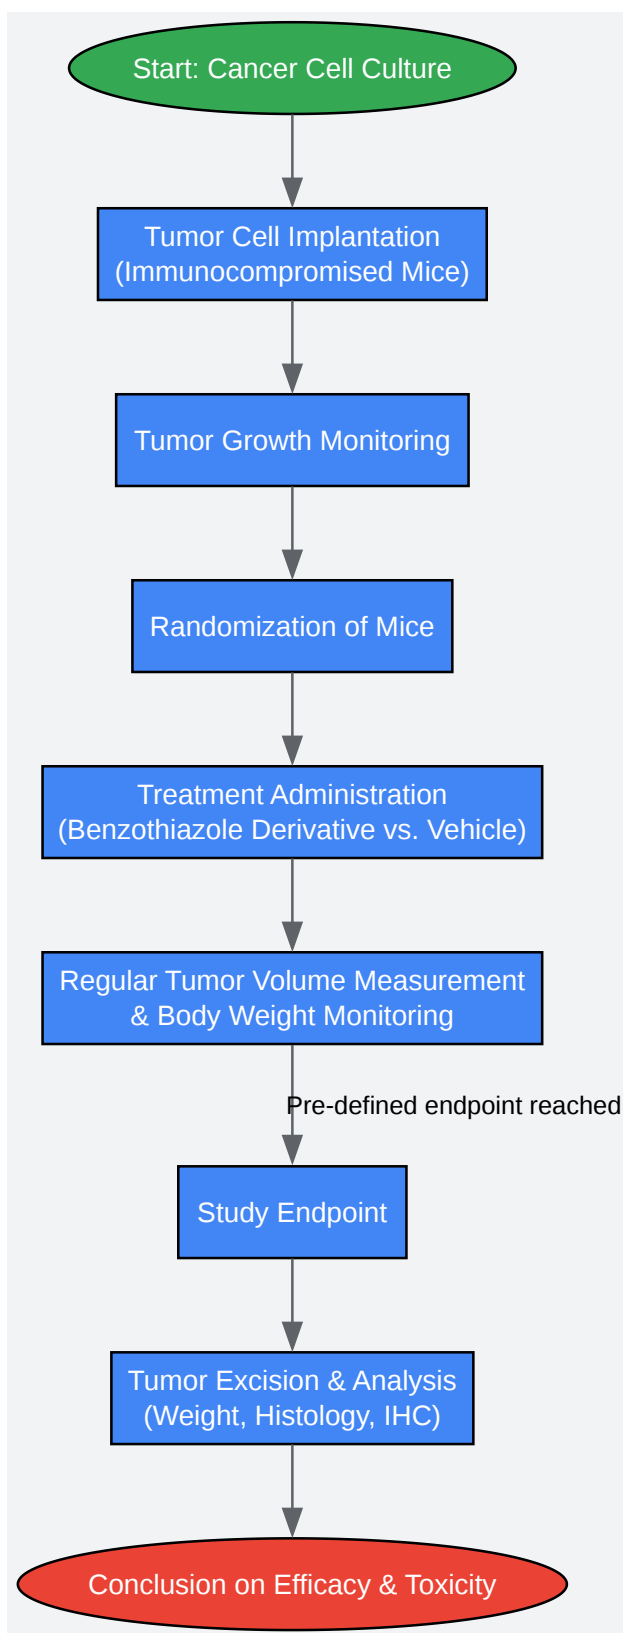 Start: Cancer Cell Culture
Tumor Cell Implantation
(Immunocompromised Mice)
Tumor Growth Monitoring
Randomization of Mice
Treatment Administration
(Benzothiazole Derivative vs. Vehicle)
Regular Tumor Volume Measurement
& Body Weight Monitoring
Pre-defined endpoint reached
Study Endpoint
Tumor Excision & Analysis
(Weight, Histology, IHC)
Conclusion on Efficacy & Toxicity